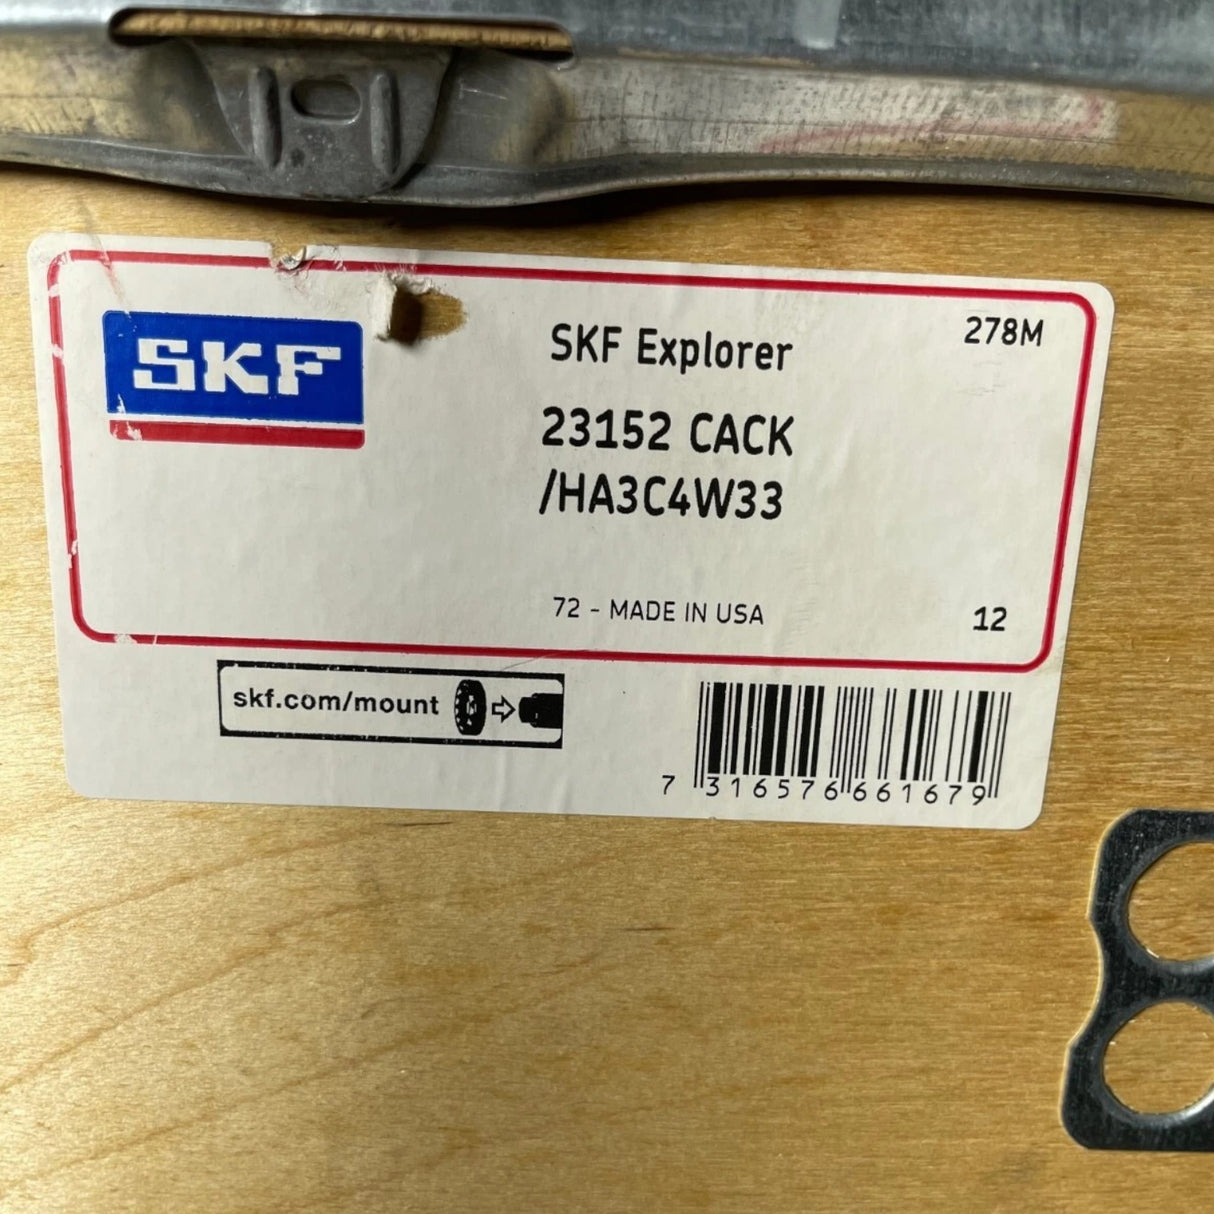 SKF
SKF Explorer
278M
23152 CACK
/HA3C4W33
72 - MADE IN USA
12
skf.com/mount
7 316576 661679